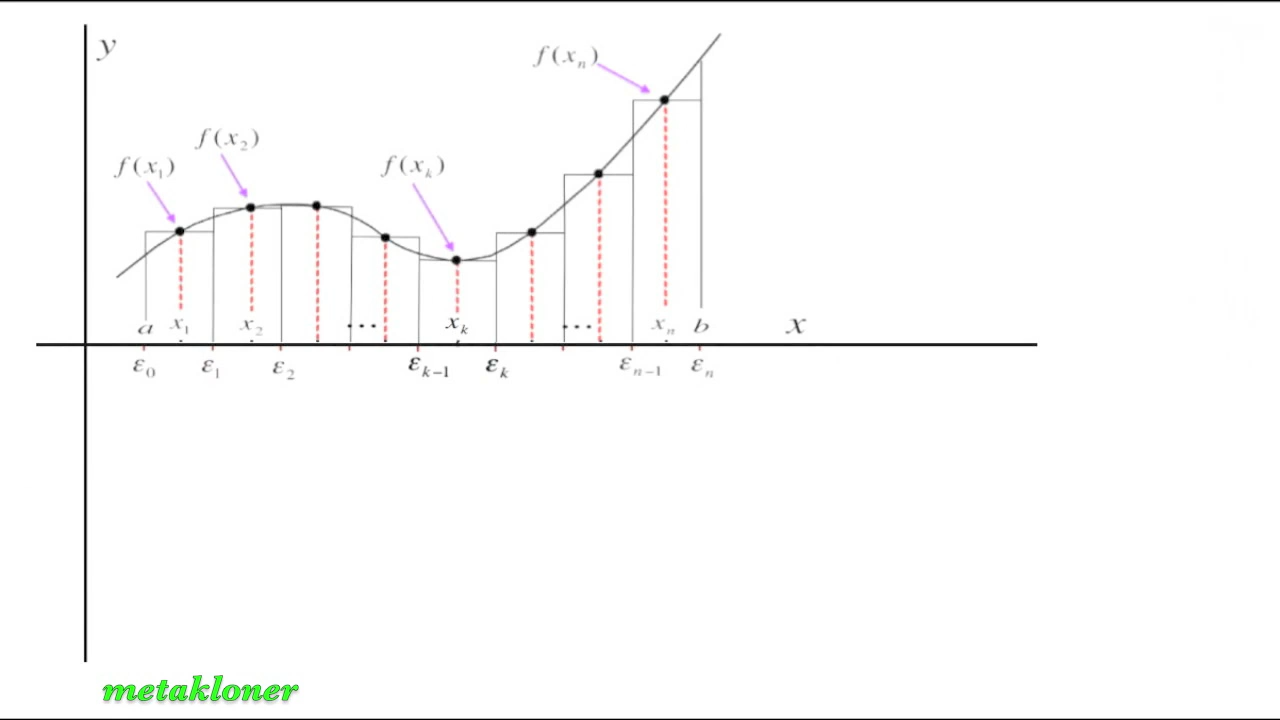 y
f(xₙ)
f(x₂)
f(x₁)
f(xₖ)
a x₁ x₂ ... xₖ ... xₙ b x
ε₀ ε₁ ε₂ εₖ₋₁ εₖ εₙ₋₁ εₙ
metakloner